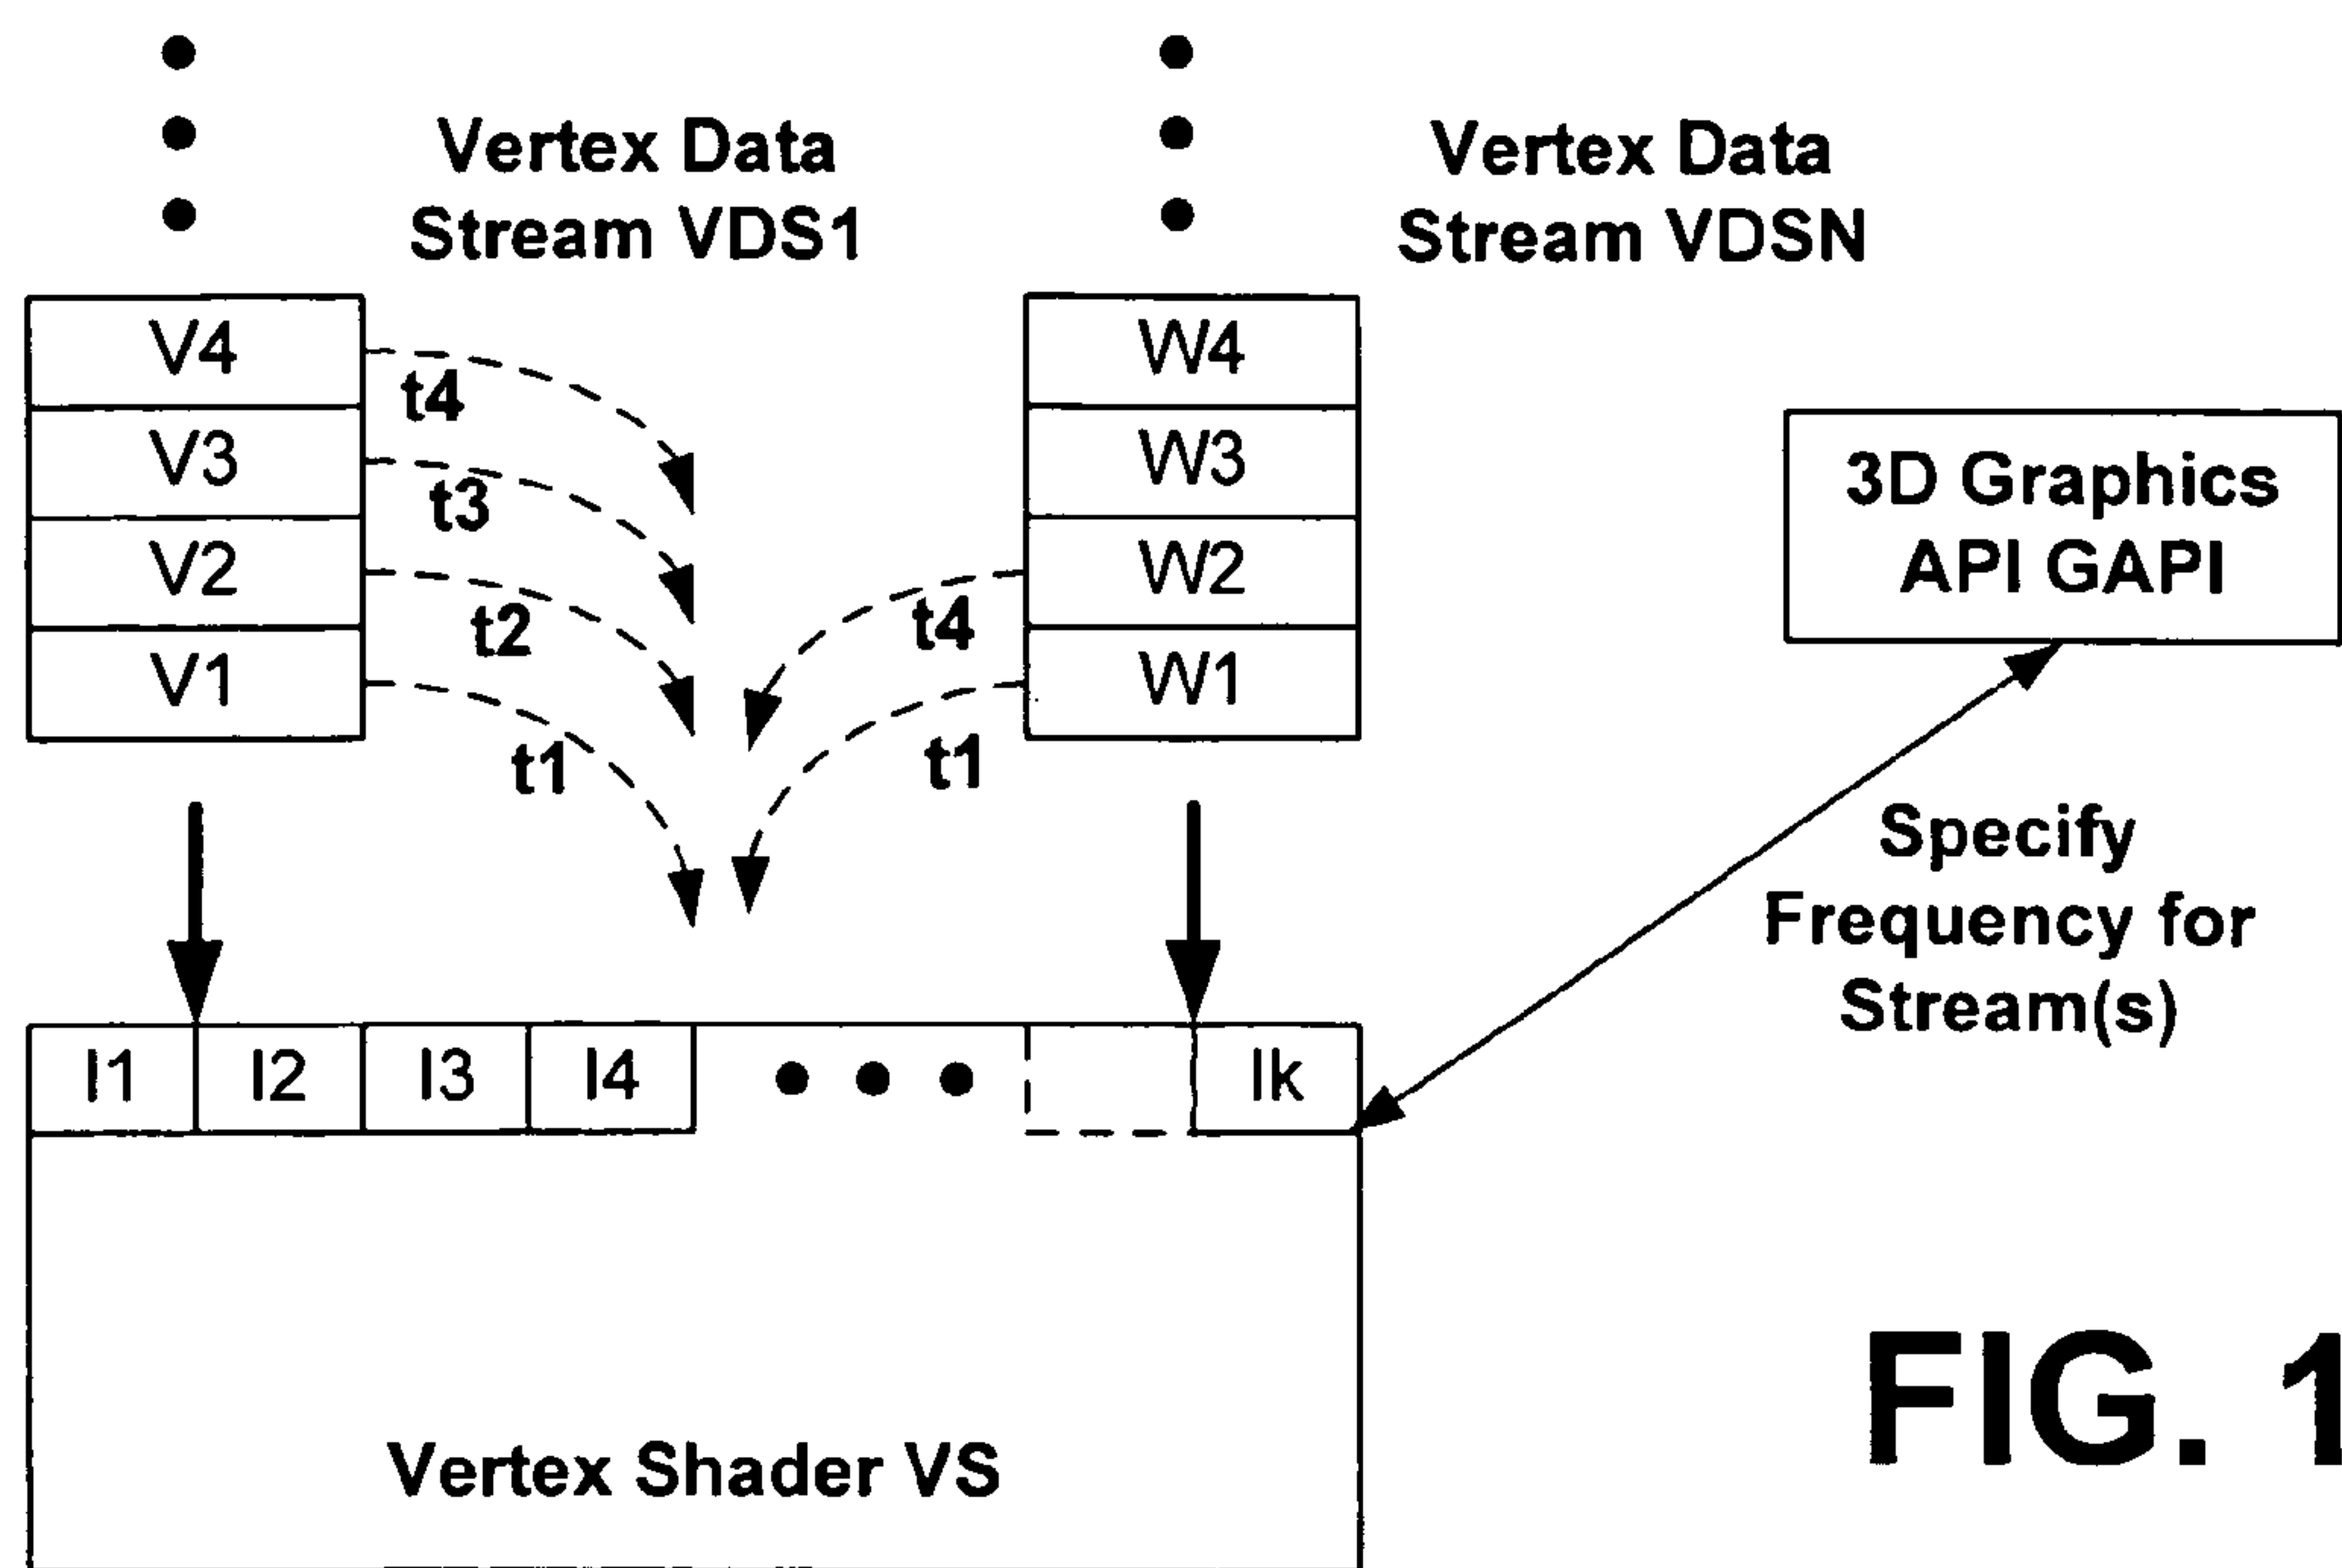 Vertex Data
Stream VDS1
Vertex Data
Stream VDSN
V4
V3
V2
V1
t4
t3
t2
t1
W4
W3
W2
W1
t4
t1
3D Graphics
API GAPI
Specify
Frequency for
Stream(s)
I1 I2 I3 I4 Ik
Vertex Shader VS
FIG. 1